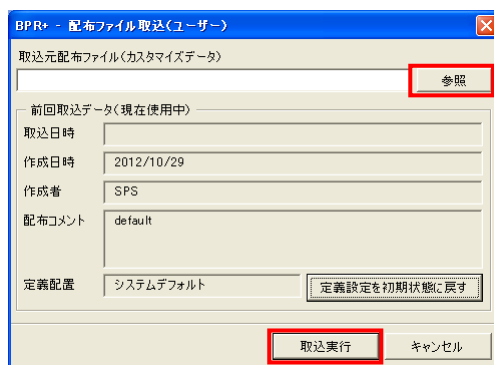 BPR+ - 配布ファイル取込(ユーザー)
取込元配布ファイル(カスタマイズデータ)
参照
前回取込データ(現在使用中)
取込日時
作成日時 2012/10/29
作成者 SPS
配布コメント default
定義配置 システムデフォルト 定義設定を初期状態に戻す
取込実行 キャンセル